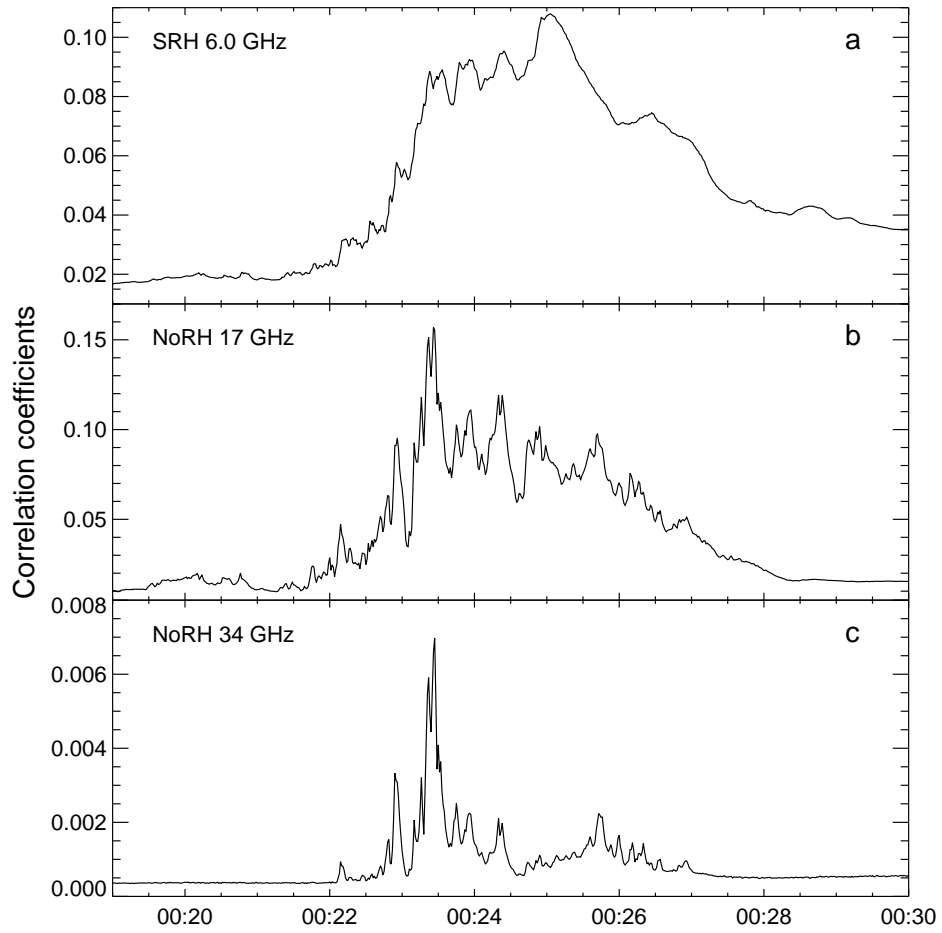 SRH 6.0 GHz
a
0.10
0.08
0.06
0.04
0.02
Correlation coefficients
NoRH 17 GHz
b
0.15
0.10
0.05
NoRH 34 GHz
c
0.008
0.006
0.004
0.002
0.000
00:20 00:22 00:24 00:26 00:28 00:30